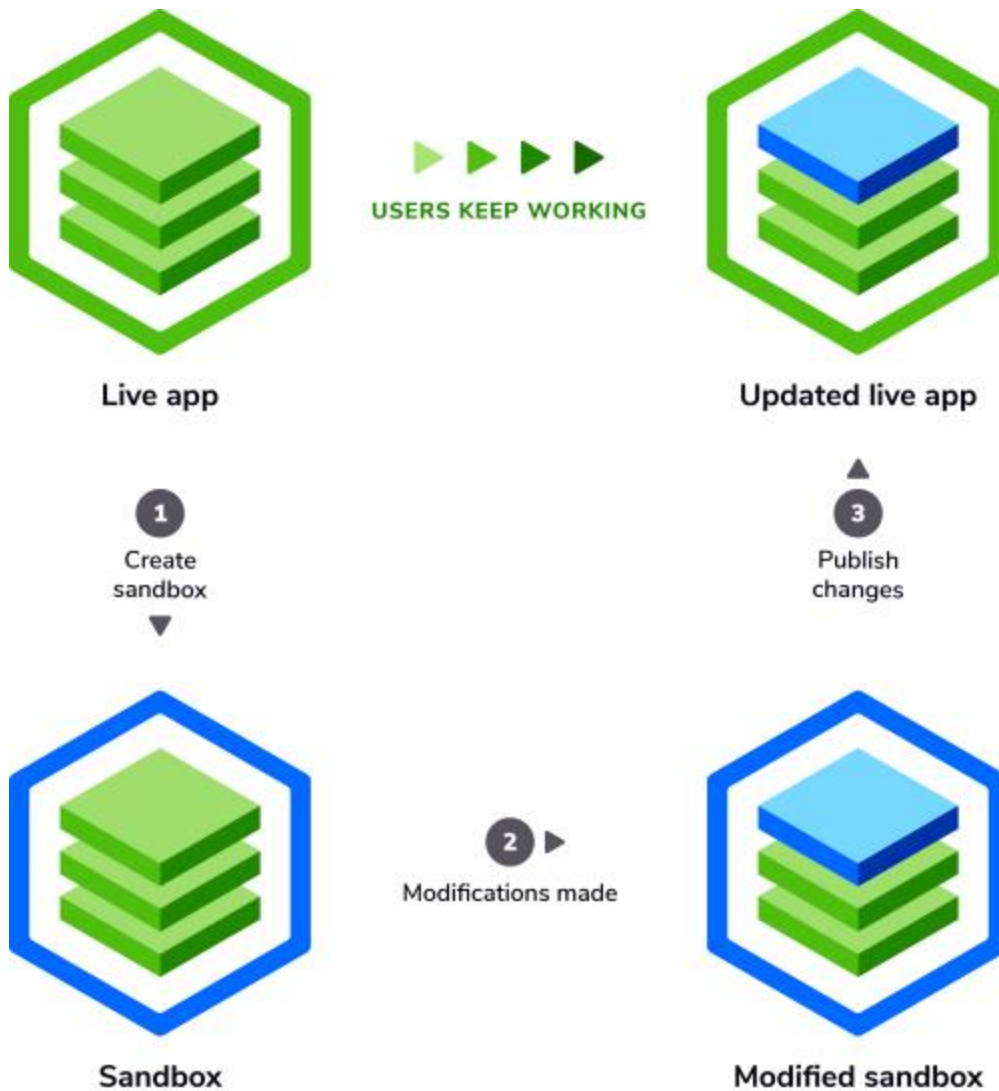 USERS KEEP WORKING
Live app
Updated live app
1
Create
sandbox
3
Publish
changes
2
Modifications made
Sandbox
Modified sandbox